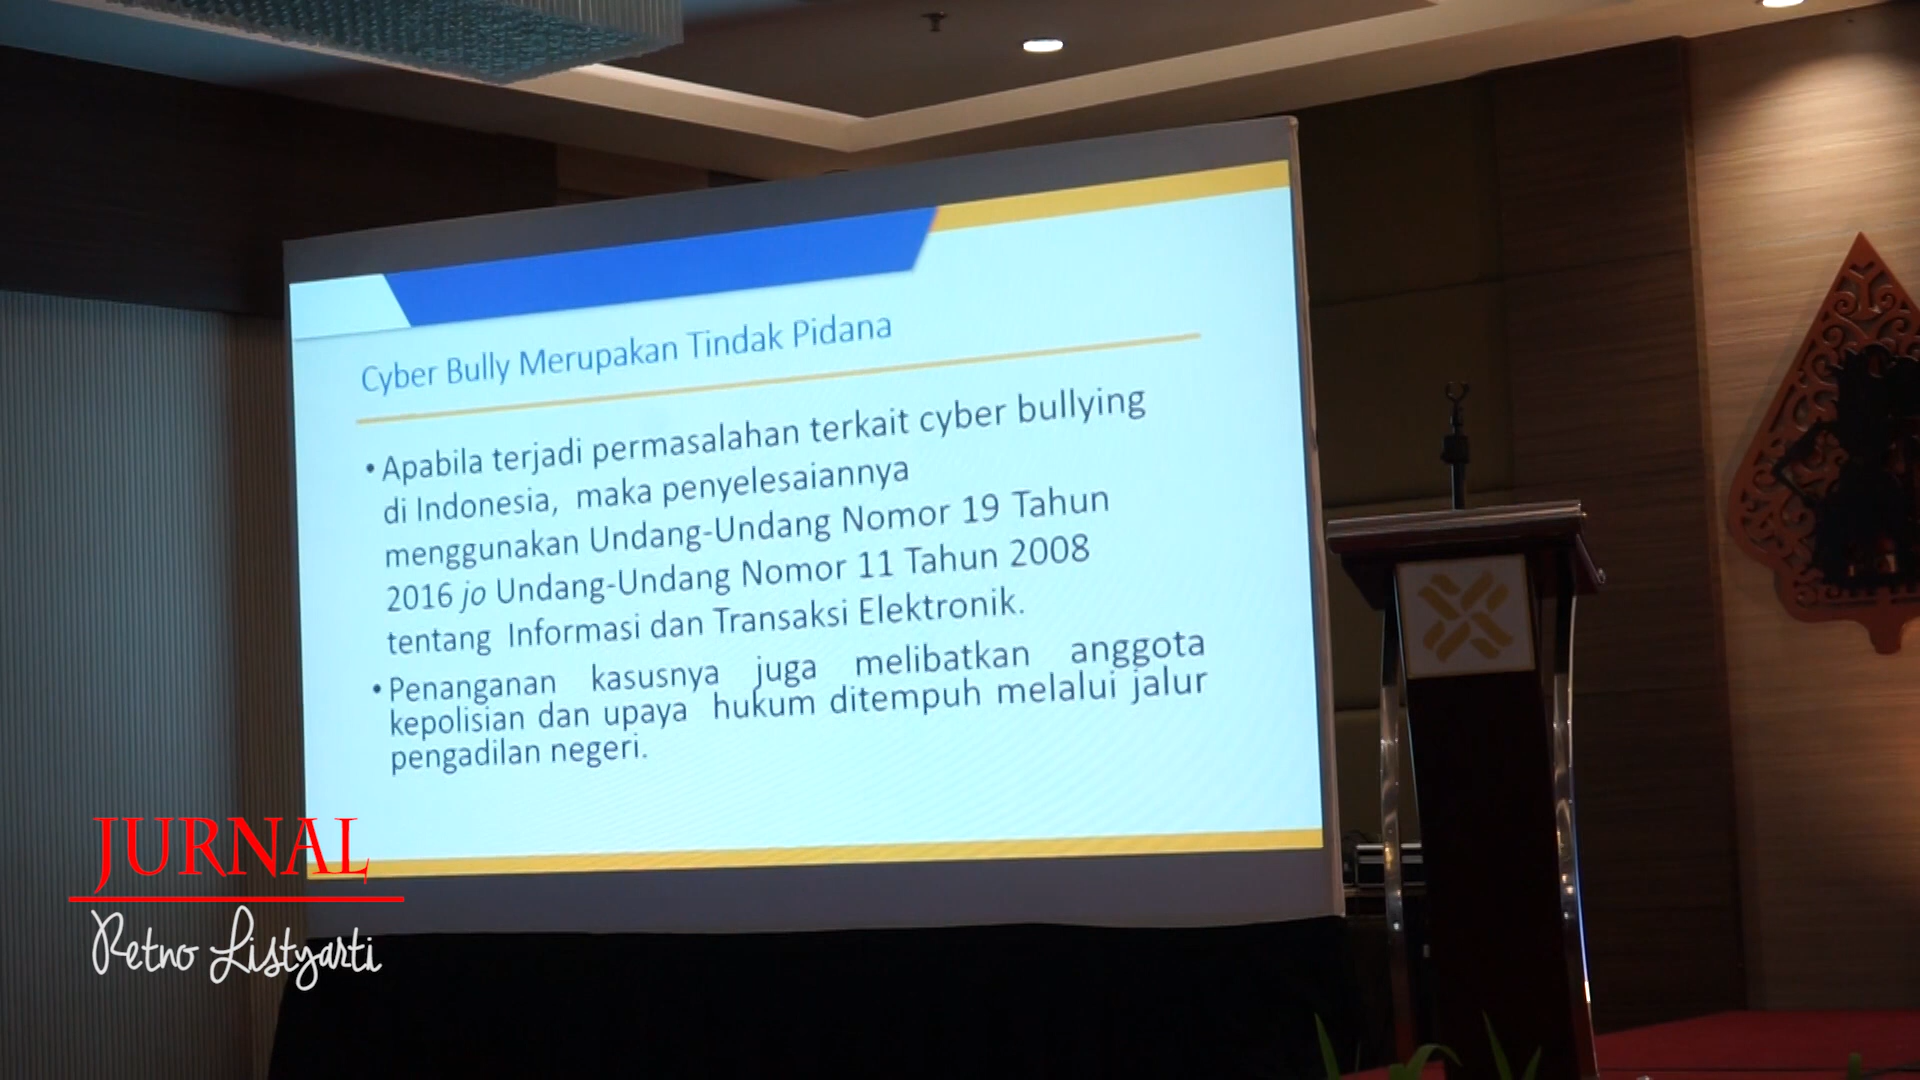 Cyber Bully Merupakan Tindak Pidana
• Apabila terjadi permasalahan terkait cyber bullying
di Indonesia, maka penyelesaiannya
menggunakan Undang-Undang Nomor 19 Tahun
2016 jo Undang-Undang Nomor 11 Tahun 2008
tentang Informasi dan Transaksi Elektronik.
• Penanganan kasusnya juga melibatkan anggota
kepolisian dan upaya hukum ditempuh melalui jalur
pengadilan negeri.
JURNAL
Retno Listyarti